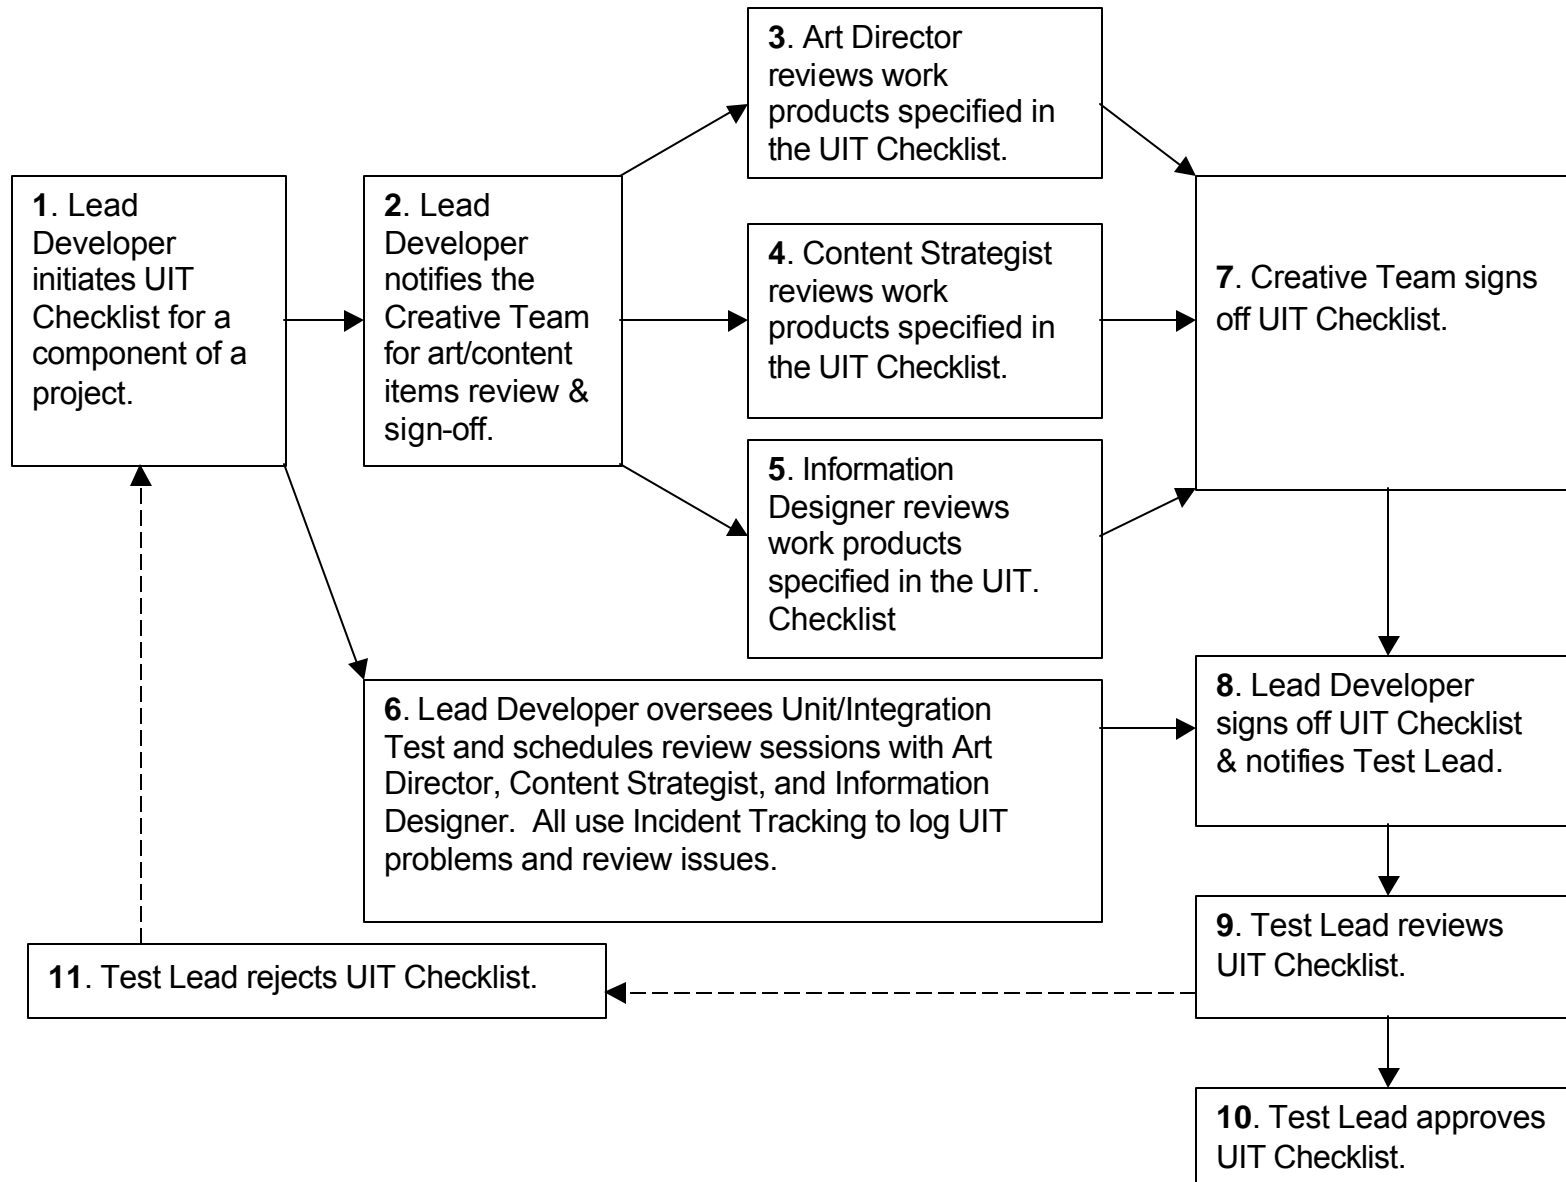 1. Lead
Developer
initiates UIT
Checklist for a
component of a
project.
2. Lead
Developer
notifies the
Creative Team
for art/content
items review &
sign-off.
3. Art Director
reviews work
products specified in
the UIT Checklist.
4. Content Strategist
reviews work
products specified in
the UIT Checklist.
5. Information
Designer reviews
work products
specified in the UIT.
Checklist
6. Lead Developer oversees Unit/Integration
Test and schedules review sessions with Art
Director, Content Strategist, and Information
Designer.  All use Incident Tracking to log UIT
problems and review issues.
7. Creative Team signs
off UIT Checklist.
8. Lead Developer
signs off UIT Checklist
& notifies Test Lead.
9. Test Lead reviews
UIT Checklist.
10. Test Lead approves
UIT Checklist.
11. Test Lead rejects UIT Checklist.